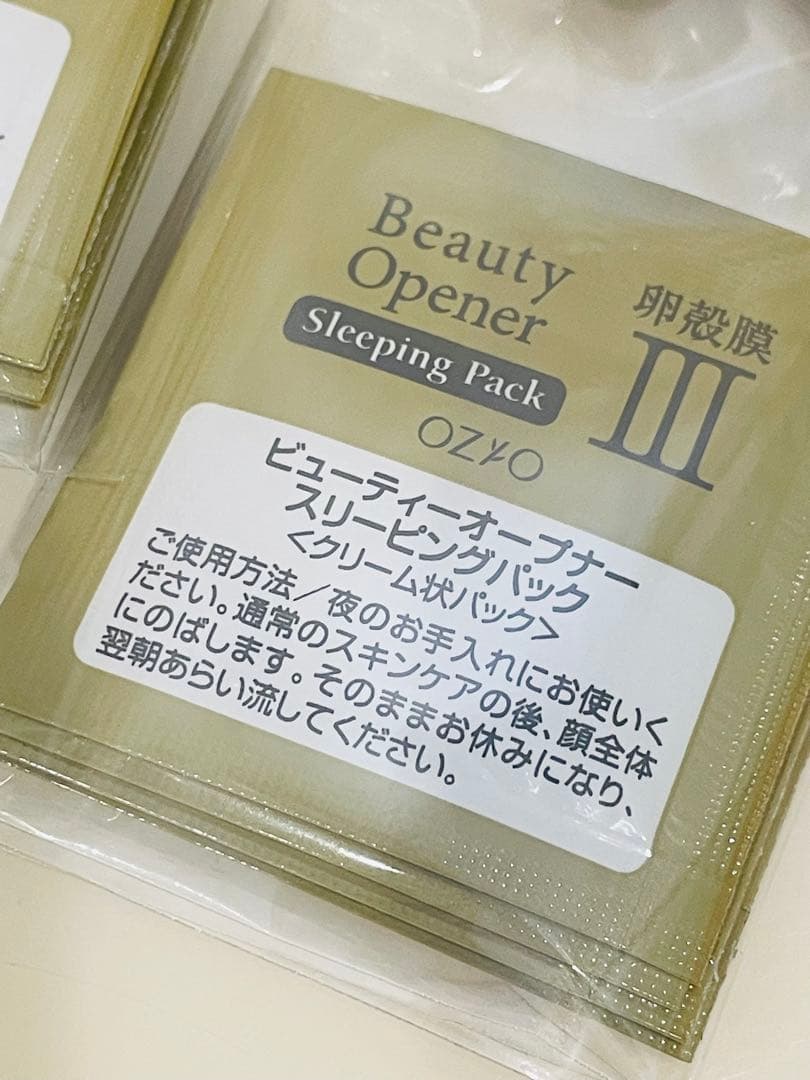 Beauty
Opener
Sleeping Pack
OZIO
卵殻膜
III
ビューティーオープナー
スリーピングパック
<クリーム状パック>
ご使用方法/夜のお手入れにお使いく
ださい。通常のスキンケアの後、顔全体
にのばします。そのままお休みになり、
翌朝あらい流してください。